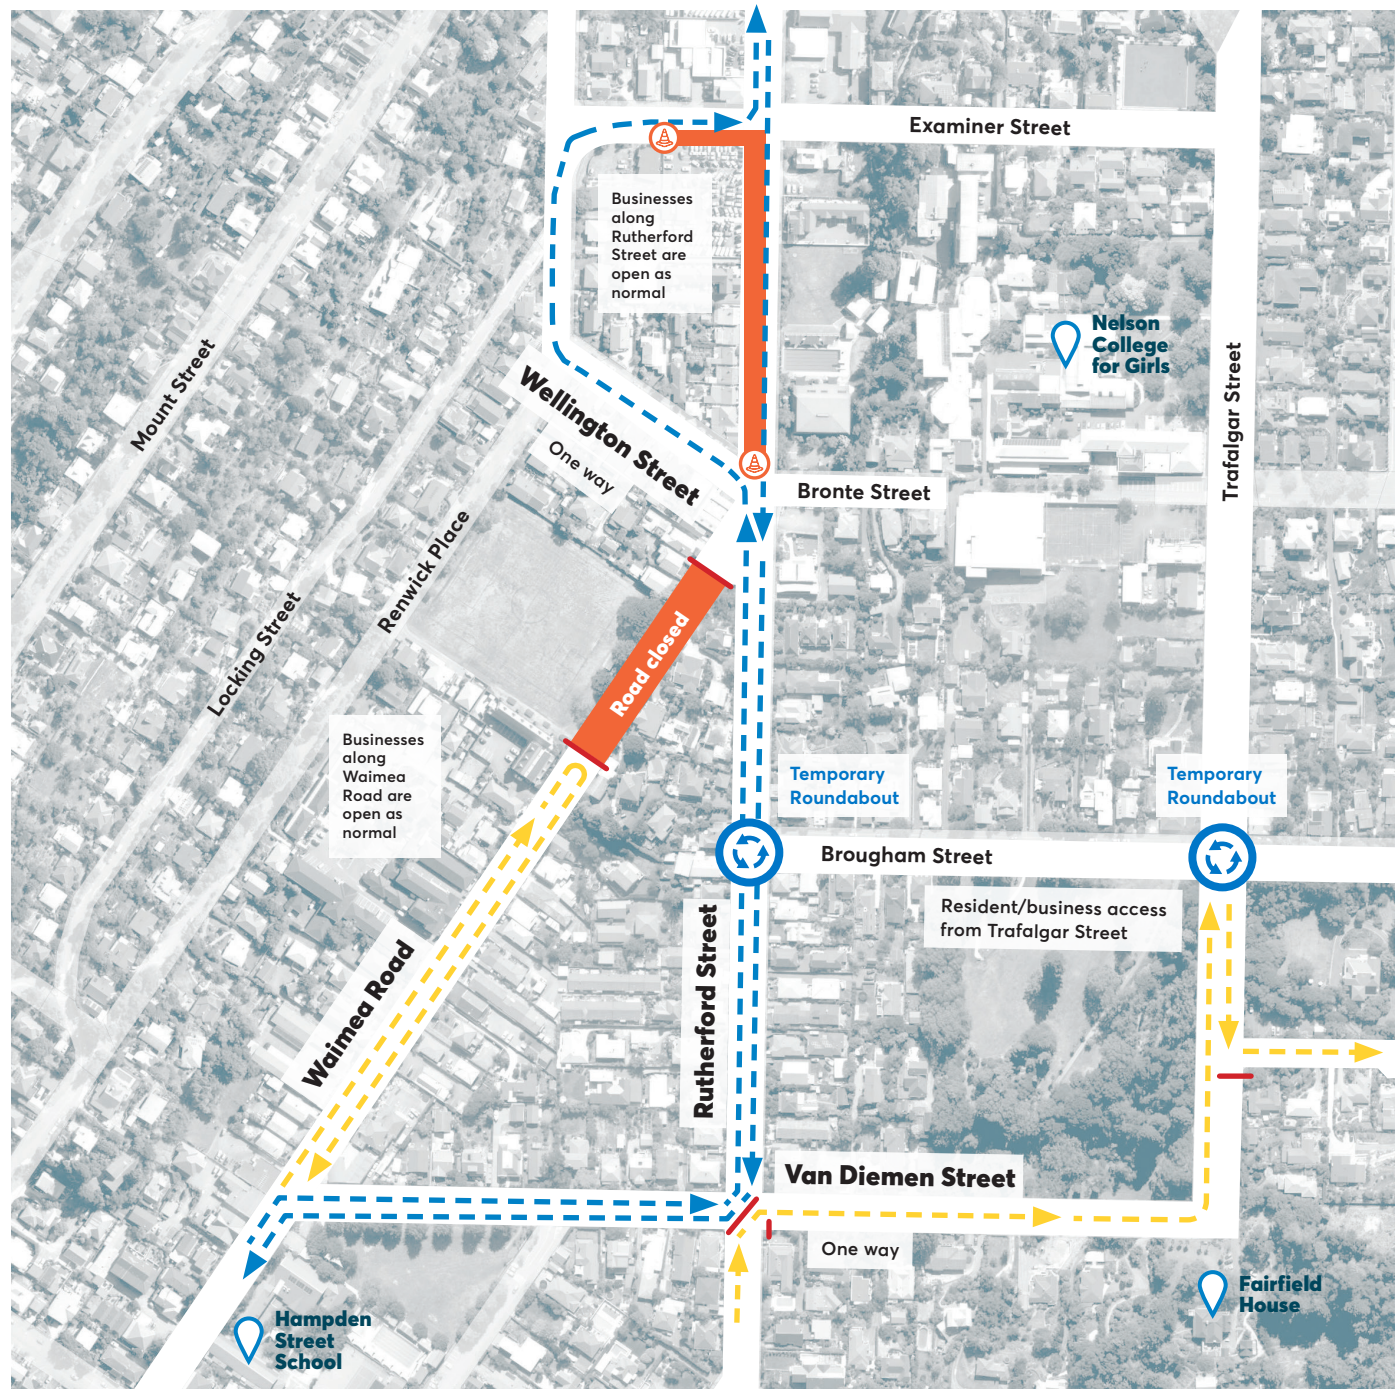 Examiner Street
Businesses
along
Rutherford
Street are
open as
normal
Nelson
College
for Girls
Mount Street
Trafalgar Street
Wellington Street
One way
Bronte Street
Renwick Place
Locking Street
Road closed
Businesses
along
Waimea
Road are
open as
normal
Temporary
Roundabout
Temporary
Roundabout
Brougham Street
Resident/business access
from Trafalgar Street
Waimea Road
Rutherford Street
Van Diemen Street
One way
Fairfield
House
Hampden
Street
School